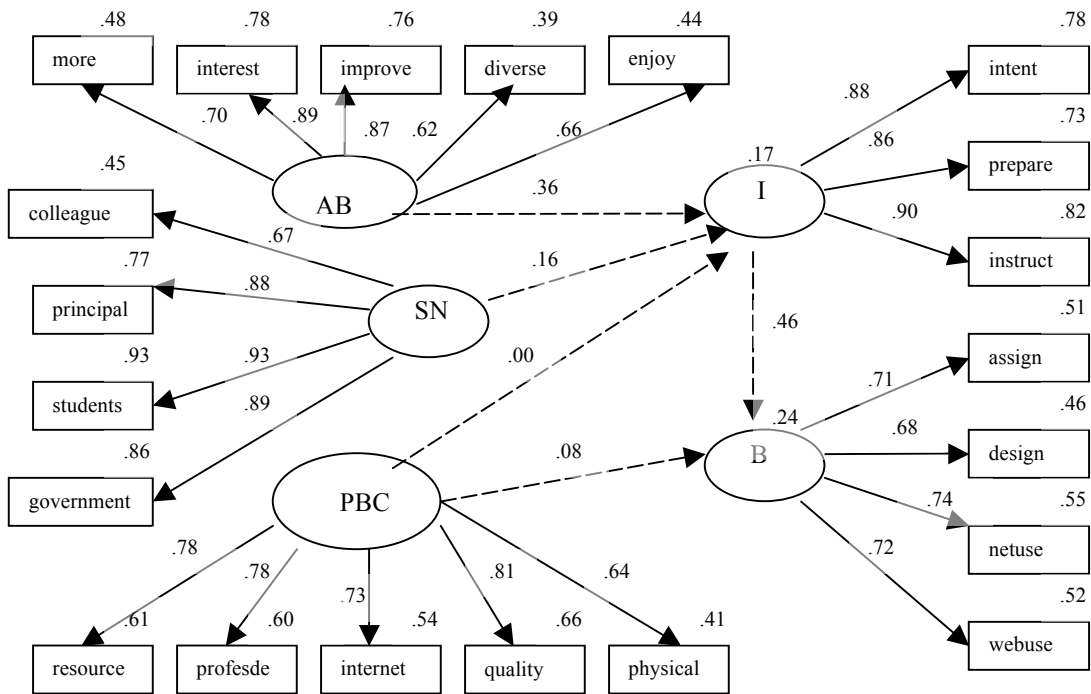 .48 .78 .76 .39 .44 .78
more interest improve diverse enjoy intent
.70 .89 .87 .62 .66 .88
.73
.45 .17 .86
AB I prepare
.36
colleague .90 .82
.67
.77 .16 instruct
.88
principal SN .51
.46
.93 .93 .00 assign
.71
students .89 .24 .46
.68
.86 .08 B design
government PBC .74 .55
.78 .78 .73 .81 .64 .72 netuse
.61 .60 .54 .66 .41 .52
resource profesde internet quality physical webuse